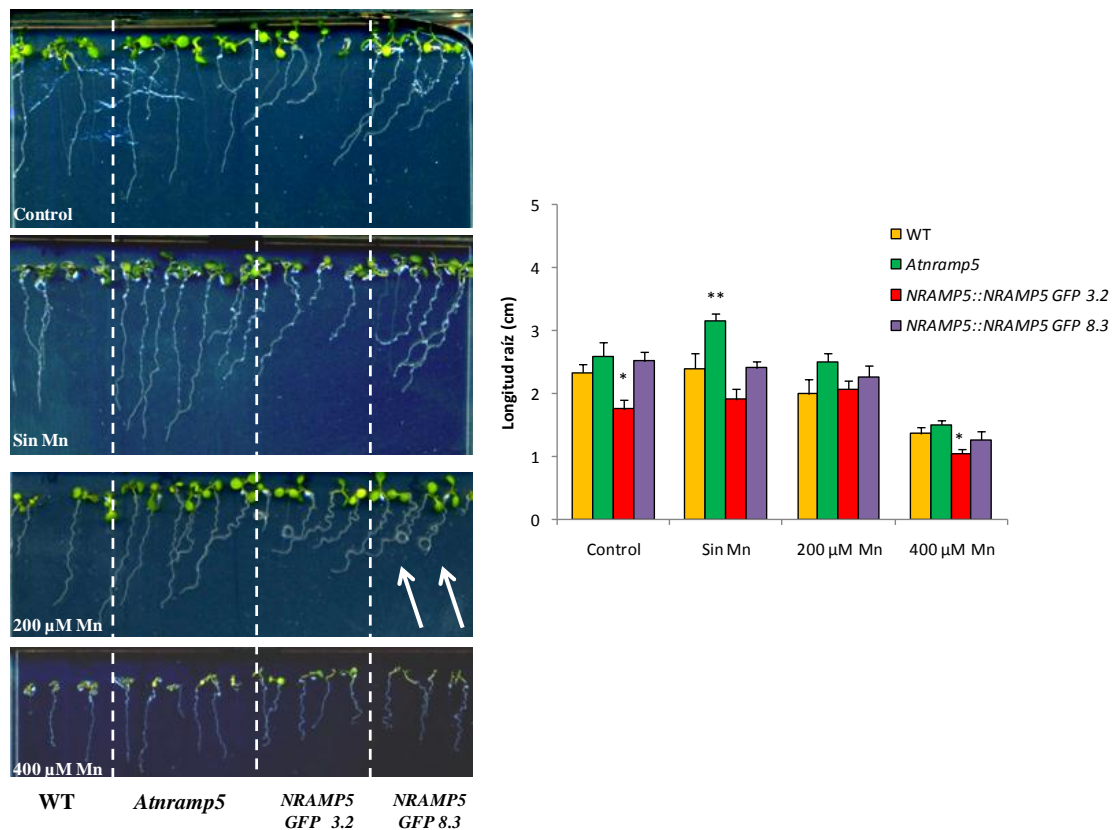 Control
Sin Mn
200 µM Mn
400 µM Mn
WT
Atnramp5
NRAMP5
GFP 3.2
NRAMP5
GFP 8.3
Longitud raíz (cm)
5
4
3
2
1
0
*
**
*
WT
Atnramp5
NRAMP5::NRAMP5 GFP 3.2
NRAMP5::NRAMP5 GFP 8.3
Control
Sin Mn
200 µM Mn
400 µM Mn